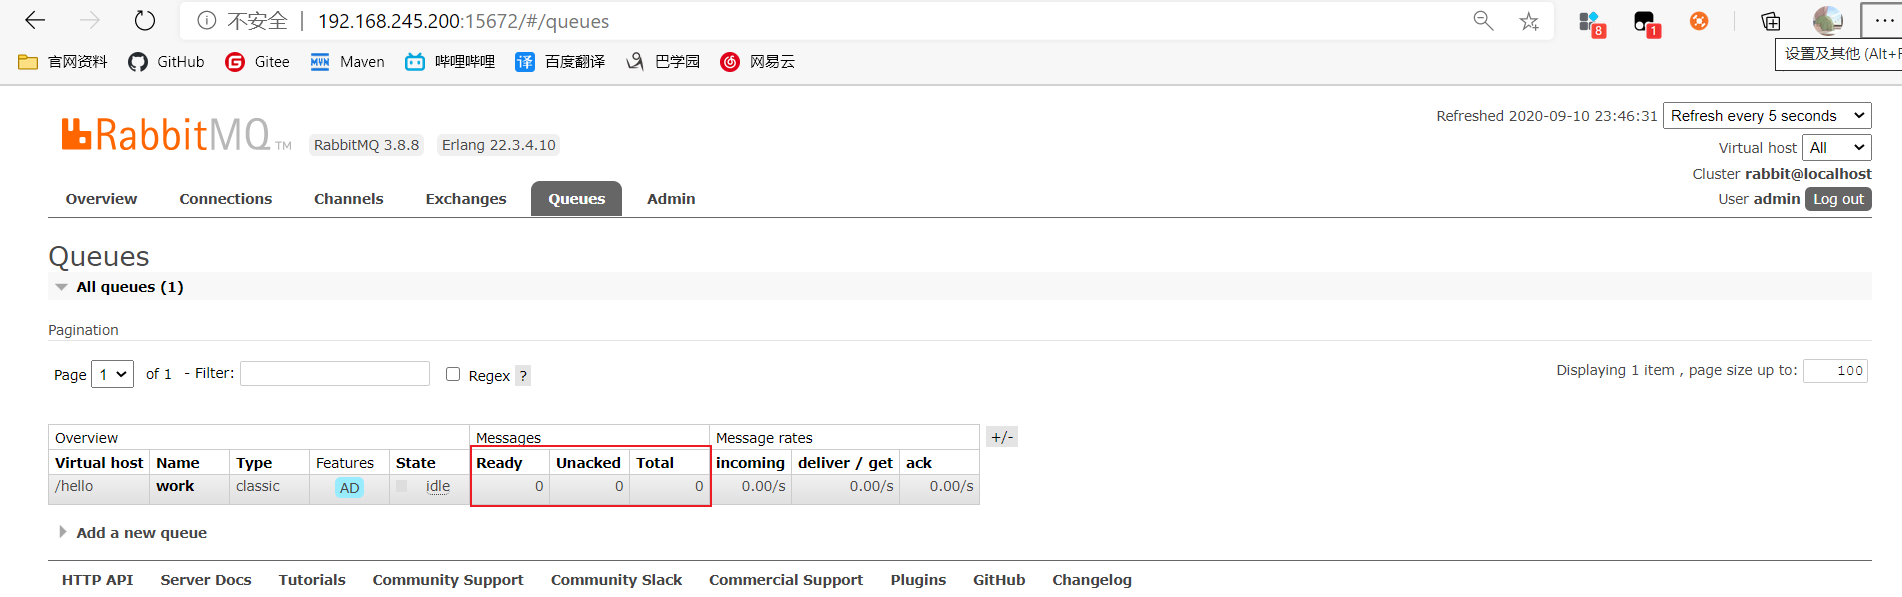 不安全 | 192.168.245.200:15672/#/queues
8 1
设置及其他 (Alt+F
官网资料 GitHub Gitee Maven 哔哩哔哩 译 百度翻译 巴学园 网易云
Refreshed 2020-09-10 23:46:31 Refresh every 5 seconds
RabbitMQ TM RabbitMQ 3.8.8 Erlang 22.3.4.10
Virtual host All
Cluster rabbit@localhost
User admin Log out
Overview Connections Channels Exchanges Queues Admin
Queues
All queues (1)
Pagination
Page 1 of 1 - Filter: Regex ? Displaying 1 item , page size up to: 100
Overview Messages Message rates +/-
Virtual host Name Type Features State Ready Unacked Total incoming deliver / get ack
/hello work classic AD idle 0 0 0 0.00/s 0.00/s 0.00/s
Add a new queue
HTTP API Server Docs Tutorials Community Support Community Slack Commercial Support Plugins GitHub Changelog